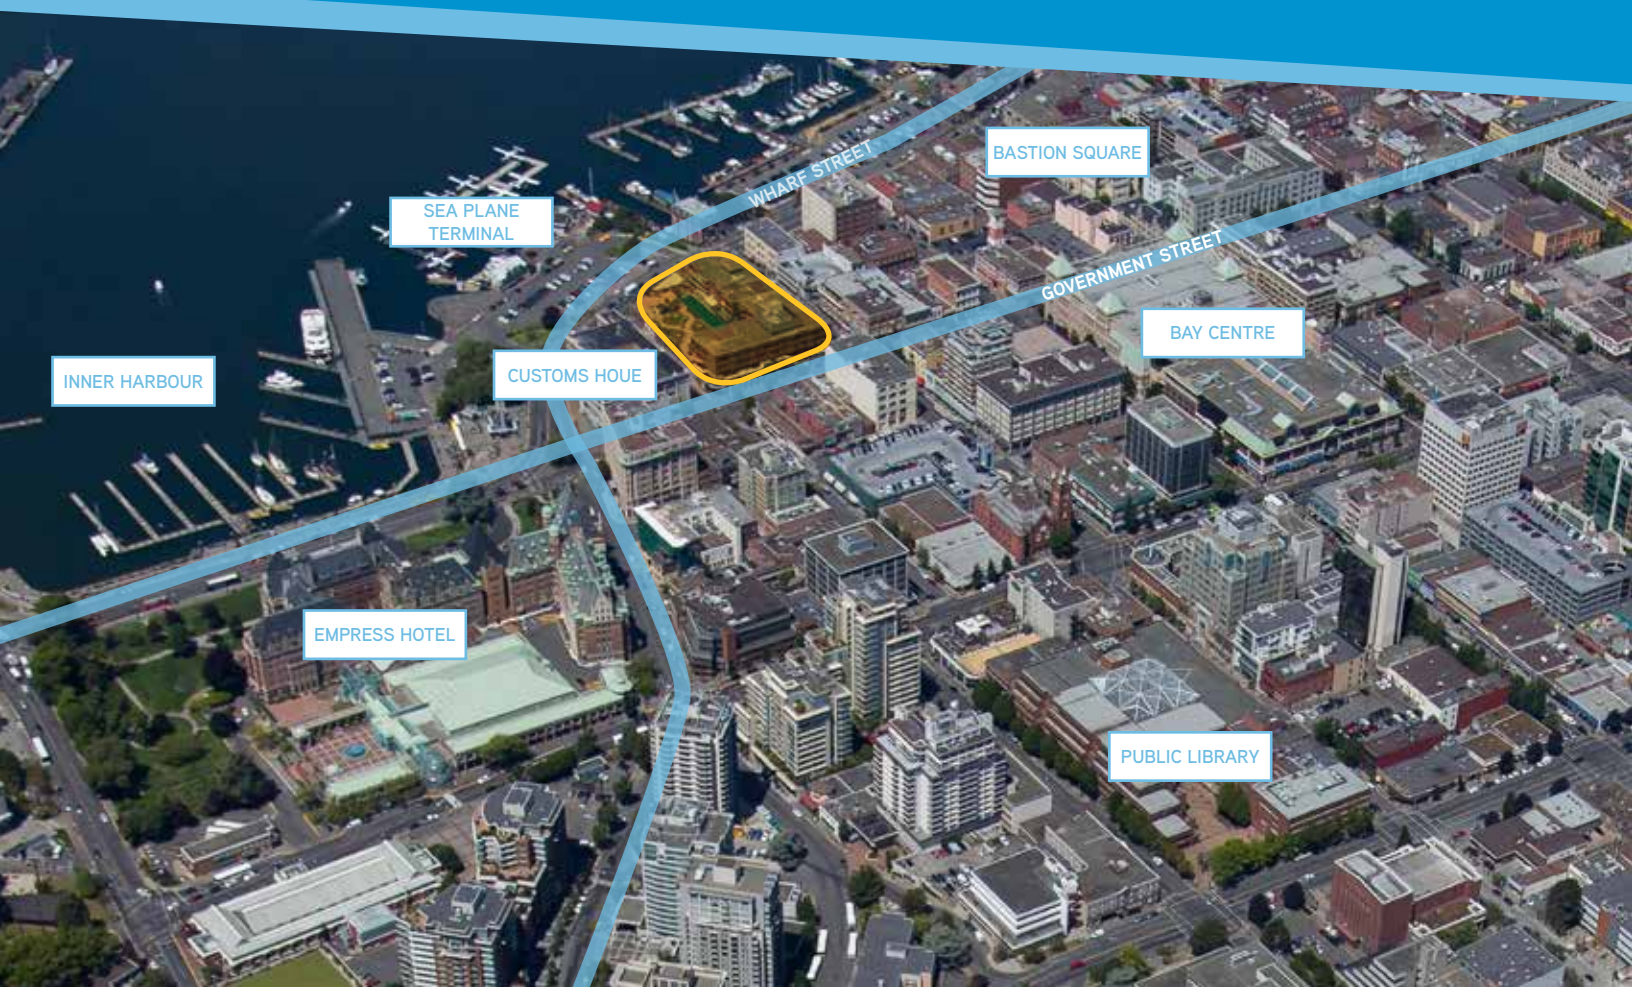 WHARF STREET
BASTION SQUARE
SEA PLANE
TERMINAL
GOVERNMENT STREET
BAY CENTRE
INNER HARBOUR
CUSTOMS HOUE
EMPRESS HOTEL
PUBLIC LIBRARY